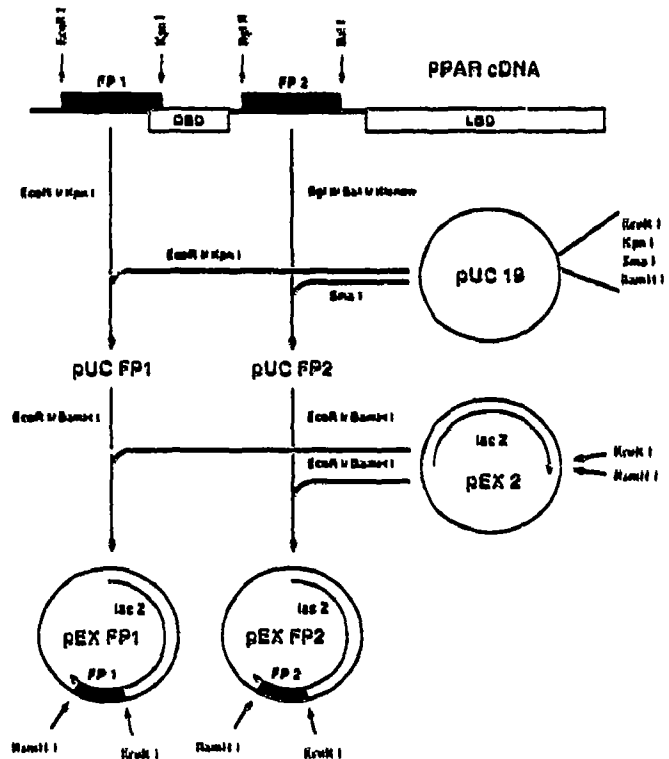 EcoR I
Kpn I
Bgl II
Bal I
FP 1
FP 2
PPAR cDNA
DBD
LBD
EcoR I/Kpn I
Bgl II/Bal I/Klenow
EcoR I/Kpn I
Sma I
pUC 19
EcoR I
Kpn I
Sma I
BamH I
pUC FP1
pUC FP2
EcoR I/BamH I
EcoR I/BamH I
EcoR I/BamH I
lac Z
pEX 2
EcoR I
BamH I
lac Z
pEX FP1
FP 1
BamH I
EcoR I
lac Z
pEX FP2
FP 2
BamH I
EcoR I